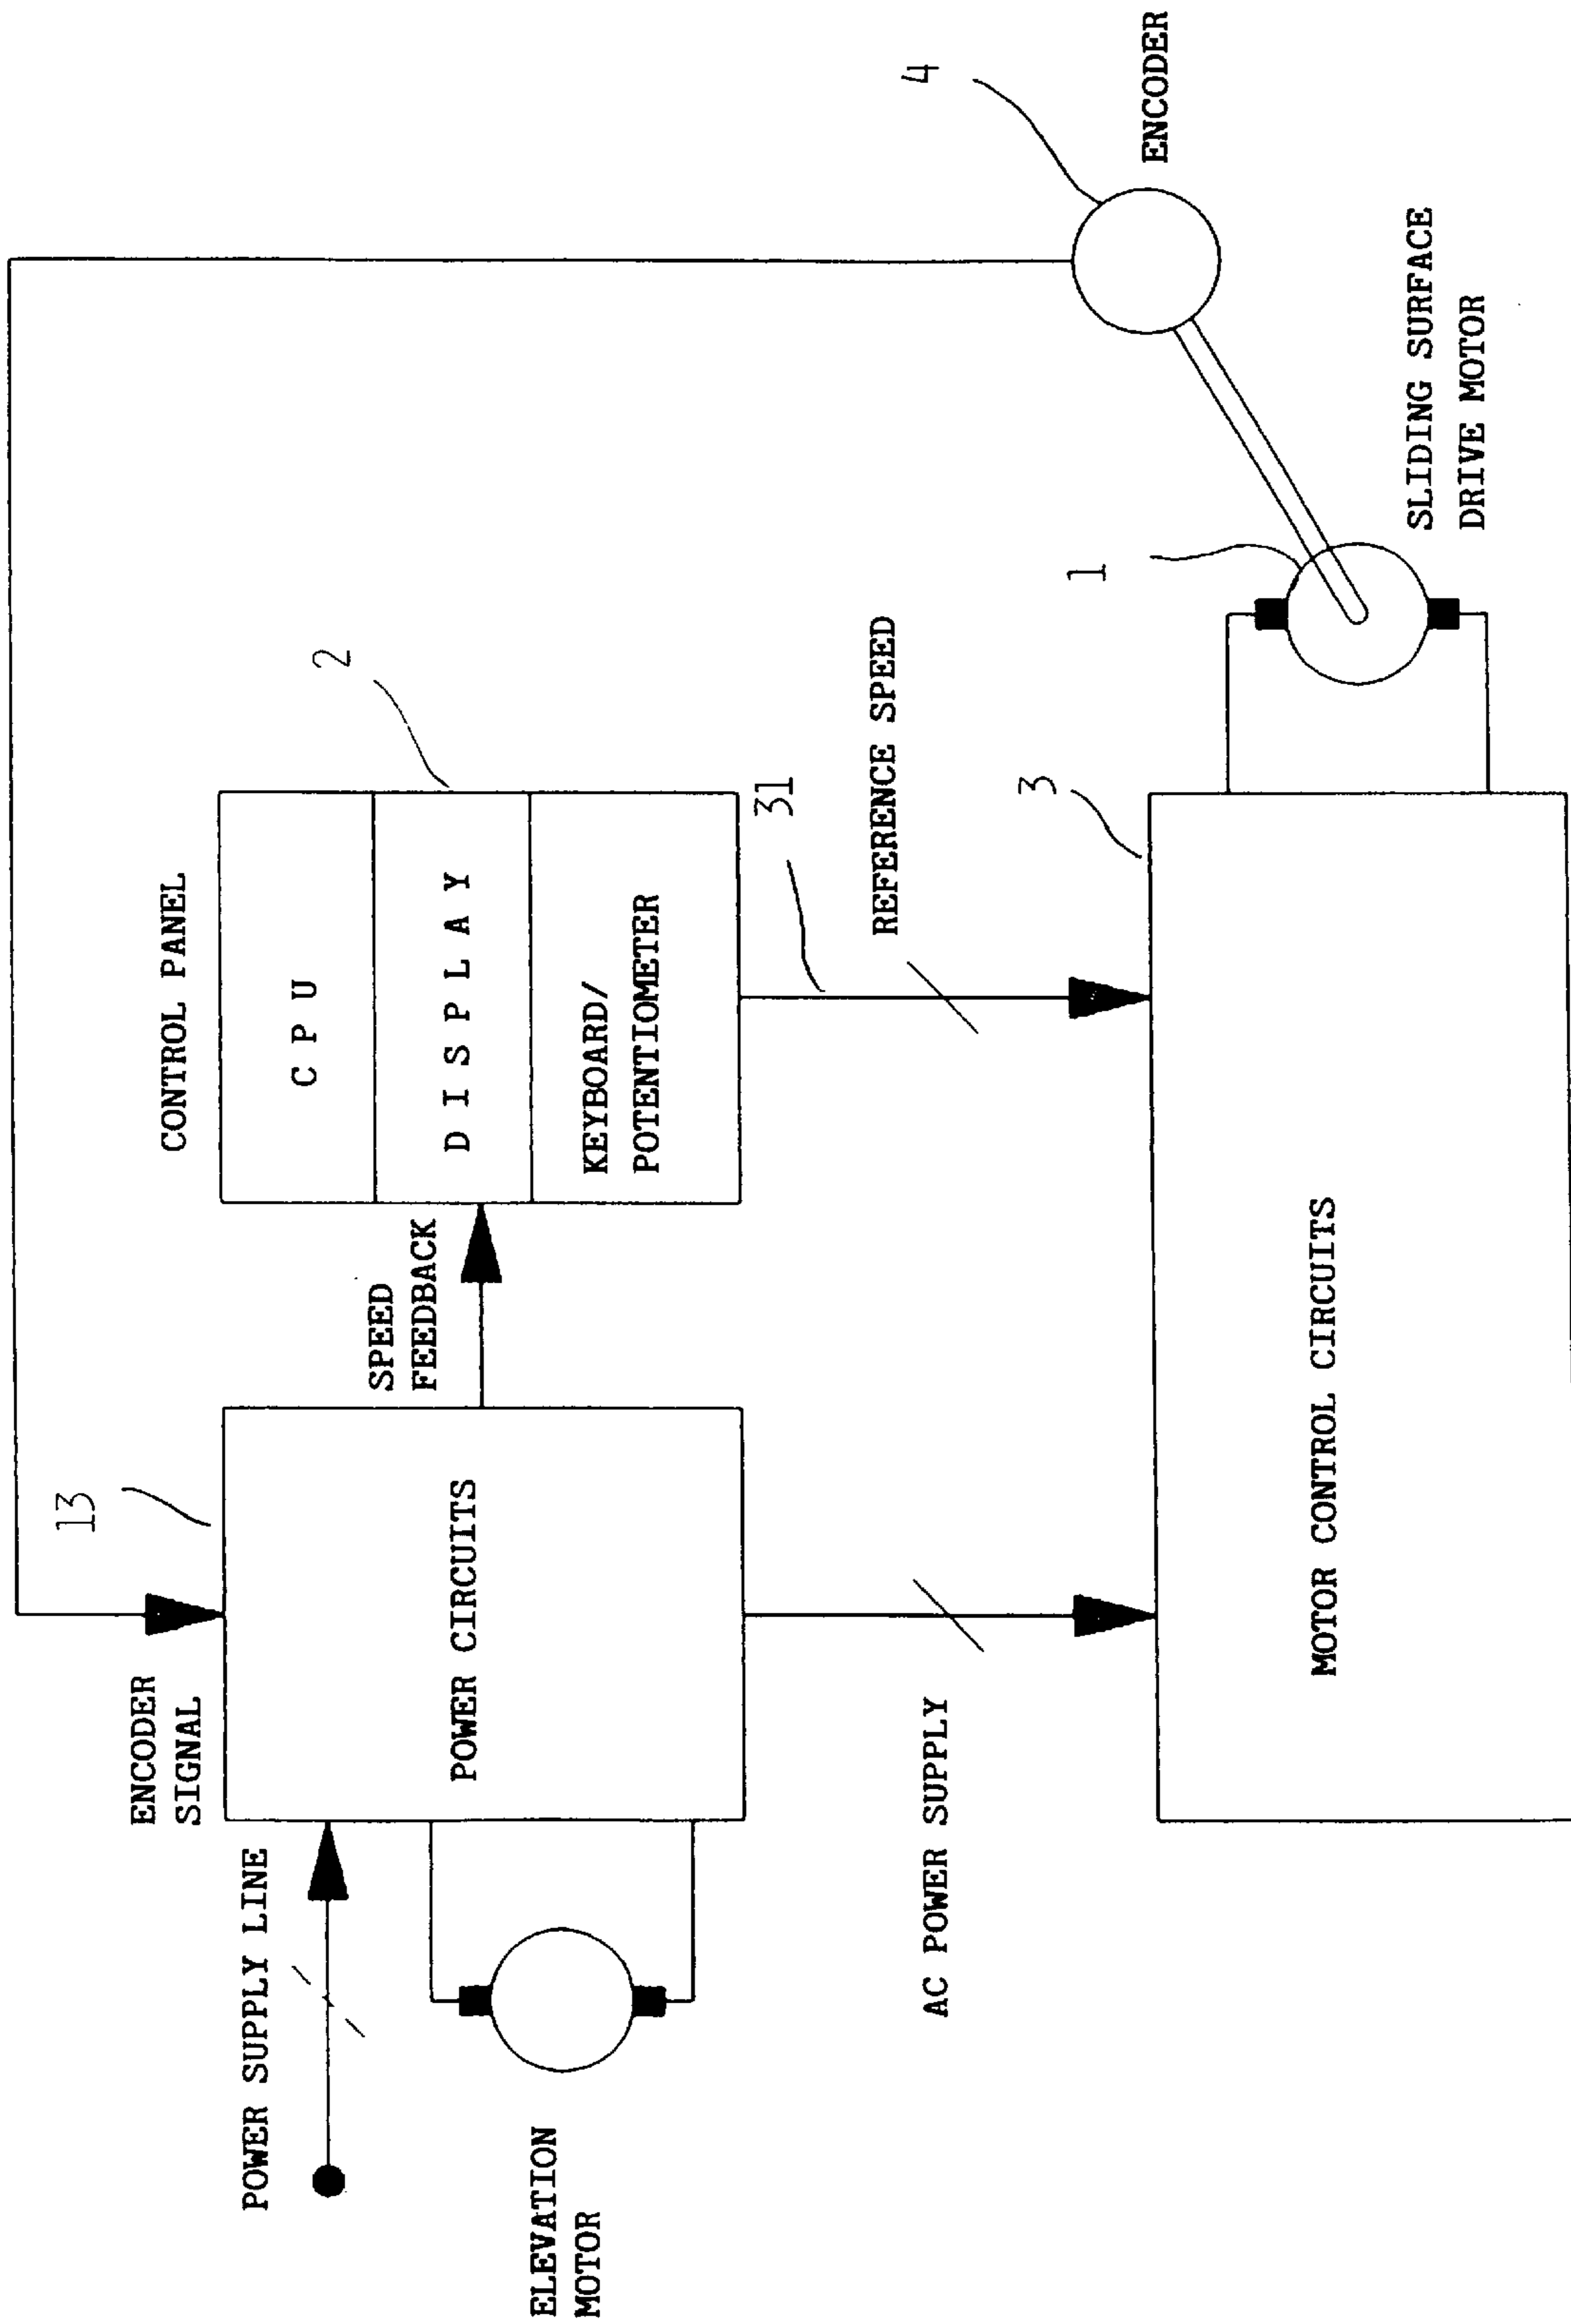 ENCODER
SIGNAL
13
POWER SUPPLY LINE
POWER CIRCUITS
ELEVATION
MOTOR
SPEED
FEEDBACK
CONTROL PANEL
C P U
D I S P L A Y
KEYBOARD/
POTENTIOMETER
2
31
REFERENCE SPEED
AC POWER SUPPLY
3
MOTOR CONTROL CIRCUITS
1
SLIDING SURFACE
DRIVE MOTOR
4
ENCODER